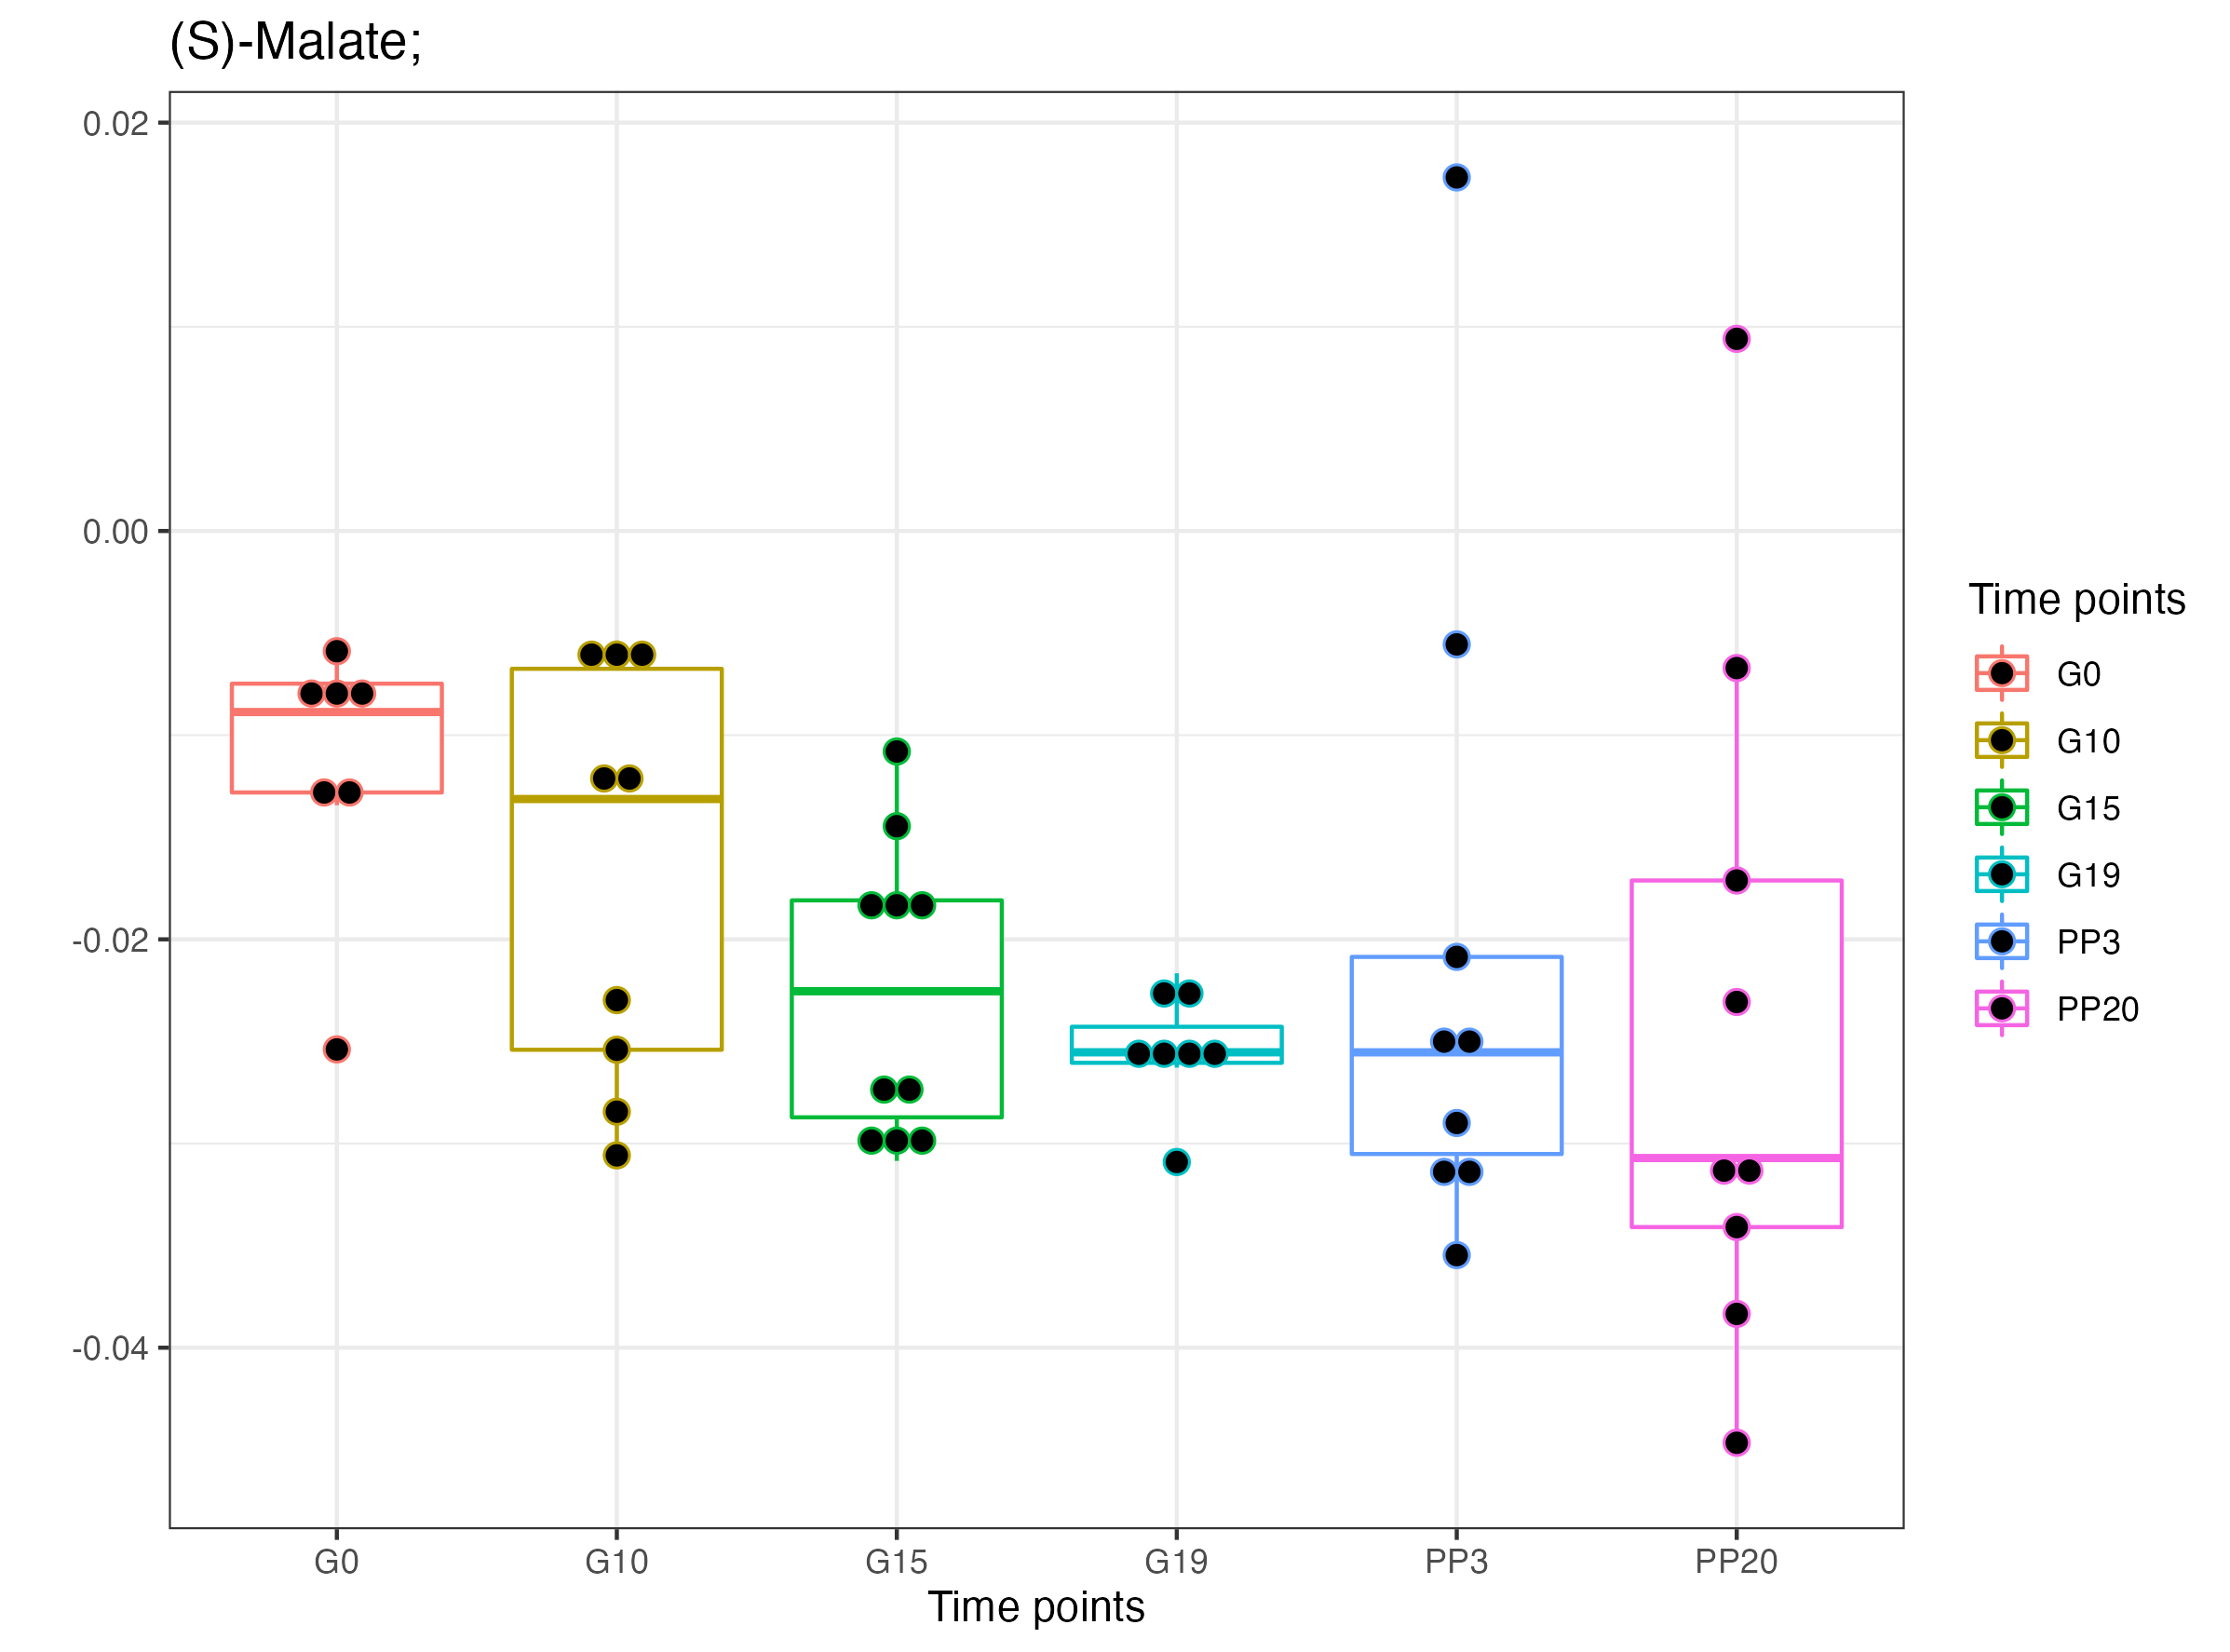 (S)-Malate;
0.02
0.00
-0.02
-0.04
G0 G10 G15 G19 PP3 PP20
Time points
Time points
G0
G10
G15
G19
PP3
PP20